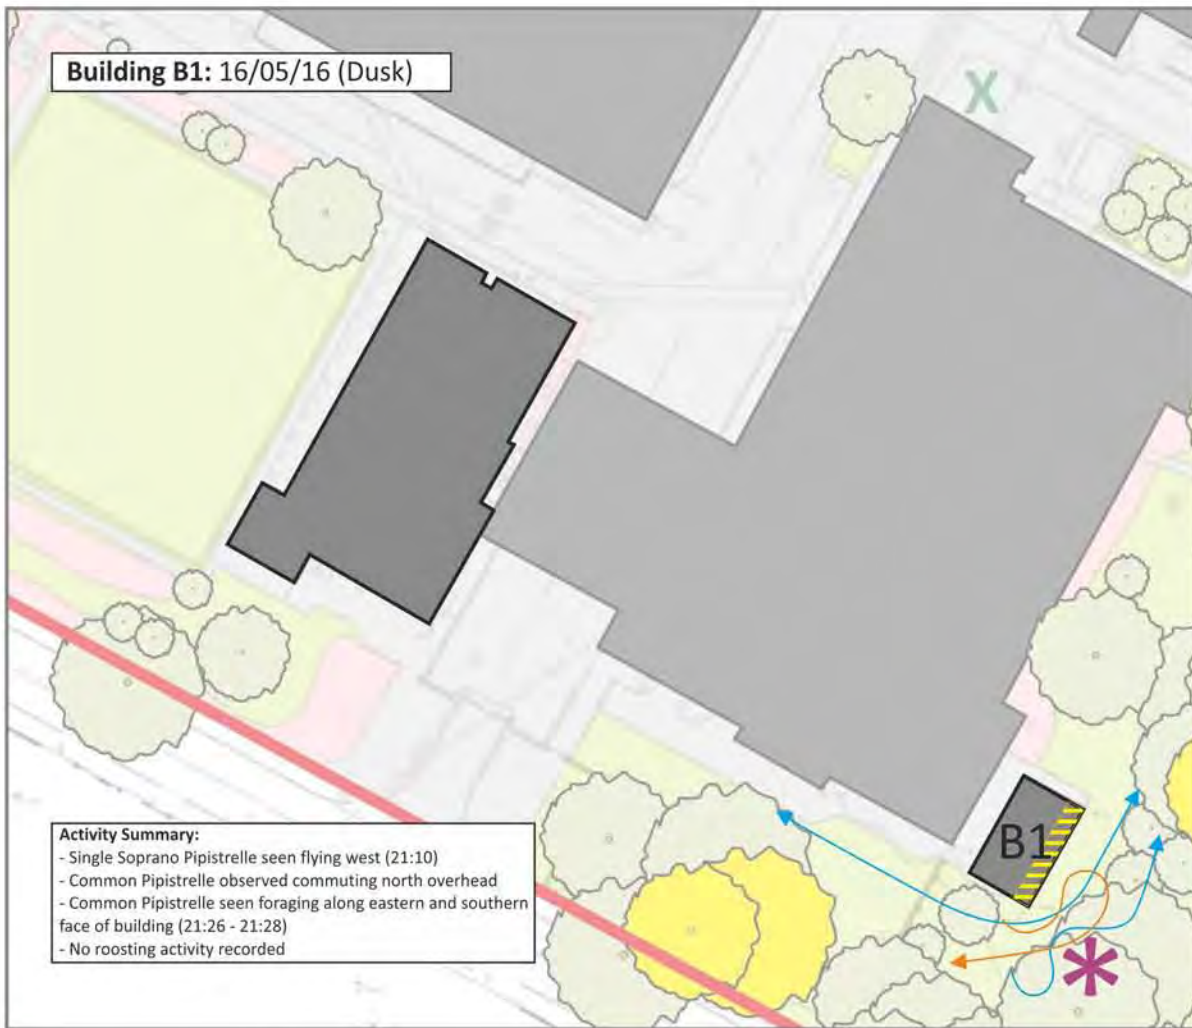 Building B1: 16/05/16 (Dusk)
X
B1
Activity Summary:
- Single Soprano Pipistrelle seen flying west (21:10)
- Common Pipistrelle observed commuting north overhead
- Common Pipistrelle seen foraging along eastern and southern
face of building (21:26 - 21:28)
- No roosting activity recorded